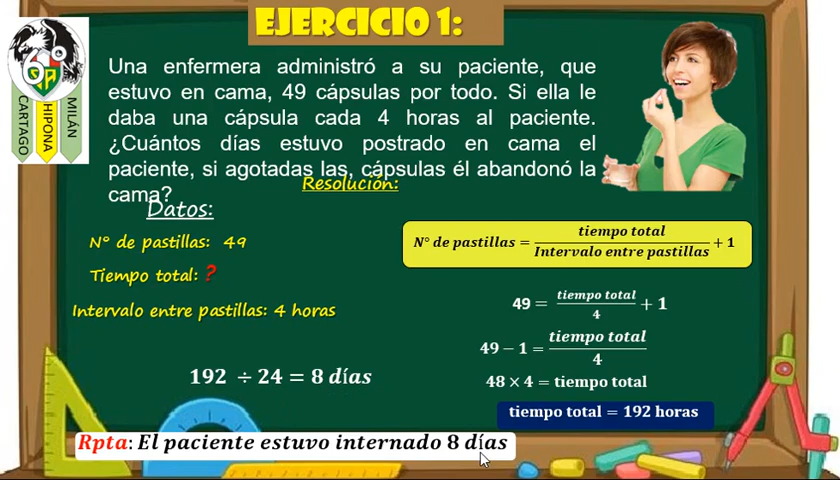 EJERCICIO 1:
6°
CARTAGO
HIPONA
MILÁN
Una enfermera administró a su paciente, que
estuvo en cama, 49 cápsulas por todo. Si ella le
daba una cápsula cada 4 horas al paciente.
¿Cuántos días estuvo postrado en cama el
paciente, si agotadas las, cápsulas él abandonó la
cama?
Resolución:
Datos:
N° de pastillas: 49
Tiempo total: ?
Intervalo entre pastillas: 4 horas
192 ÷ 24 = 8 días
N° de pastillas = tiempo total / Intervalo entre pastillas + 1
49 = tiempo total / 4 + 1
49 − 1 = tiempo total / 4
48 × 4 = tiempo total
tiempo total = 192 horas
Rpta: El paciente estuvo internado 8 días